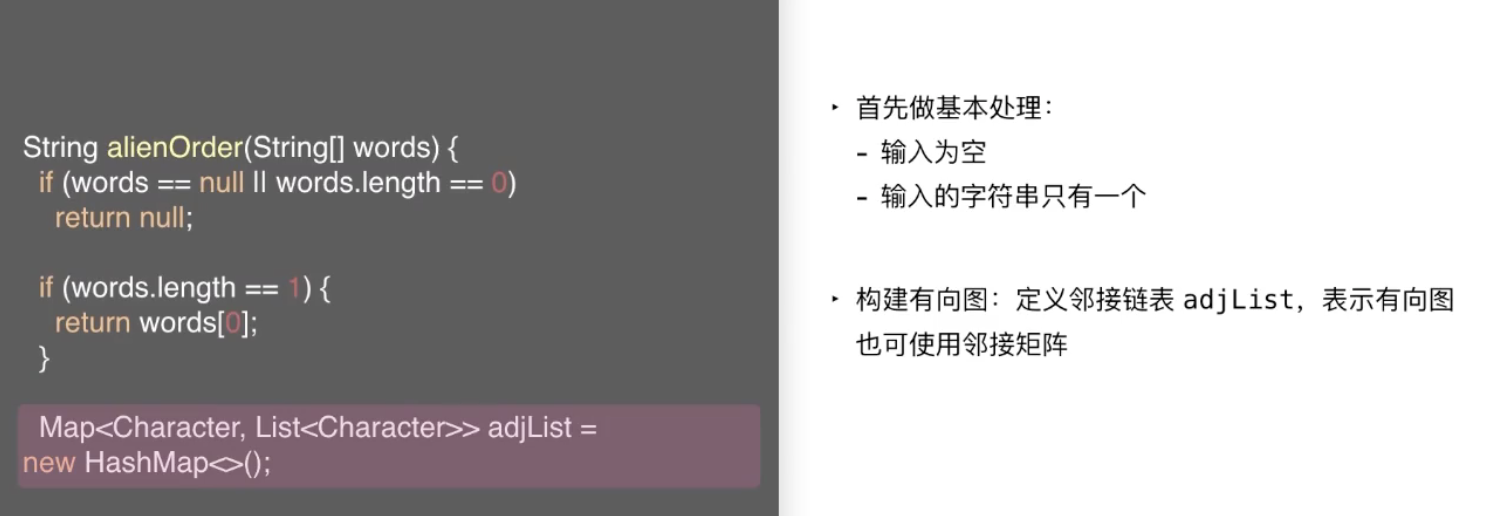 String alienOrder(String[] words) {
if (words == null || words.length == 0)
return null;
if (words.length == 1) {
return words[0];
}
Map<Character, List<Character>> adjList =
new HashMap<>();
‣ 首先做基本处理：
- 输入为空
- 输入的字符串只有一个
‣ 构建有向图：定义邻接链表 adjList，表示有向图
也可使用邻接矩阵